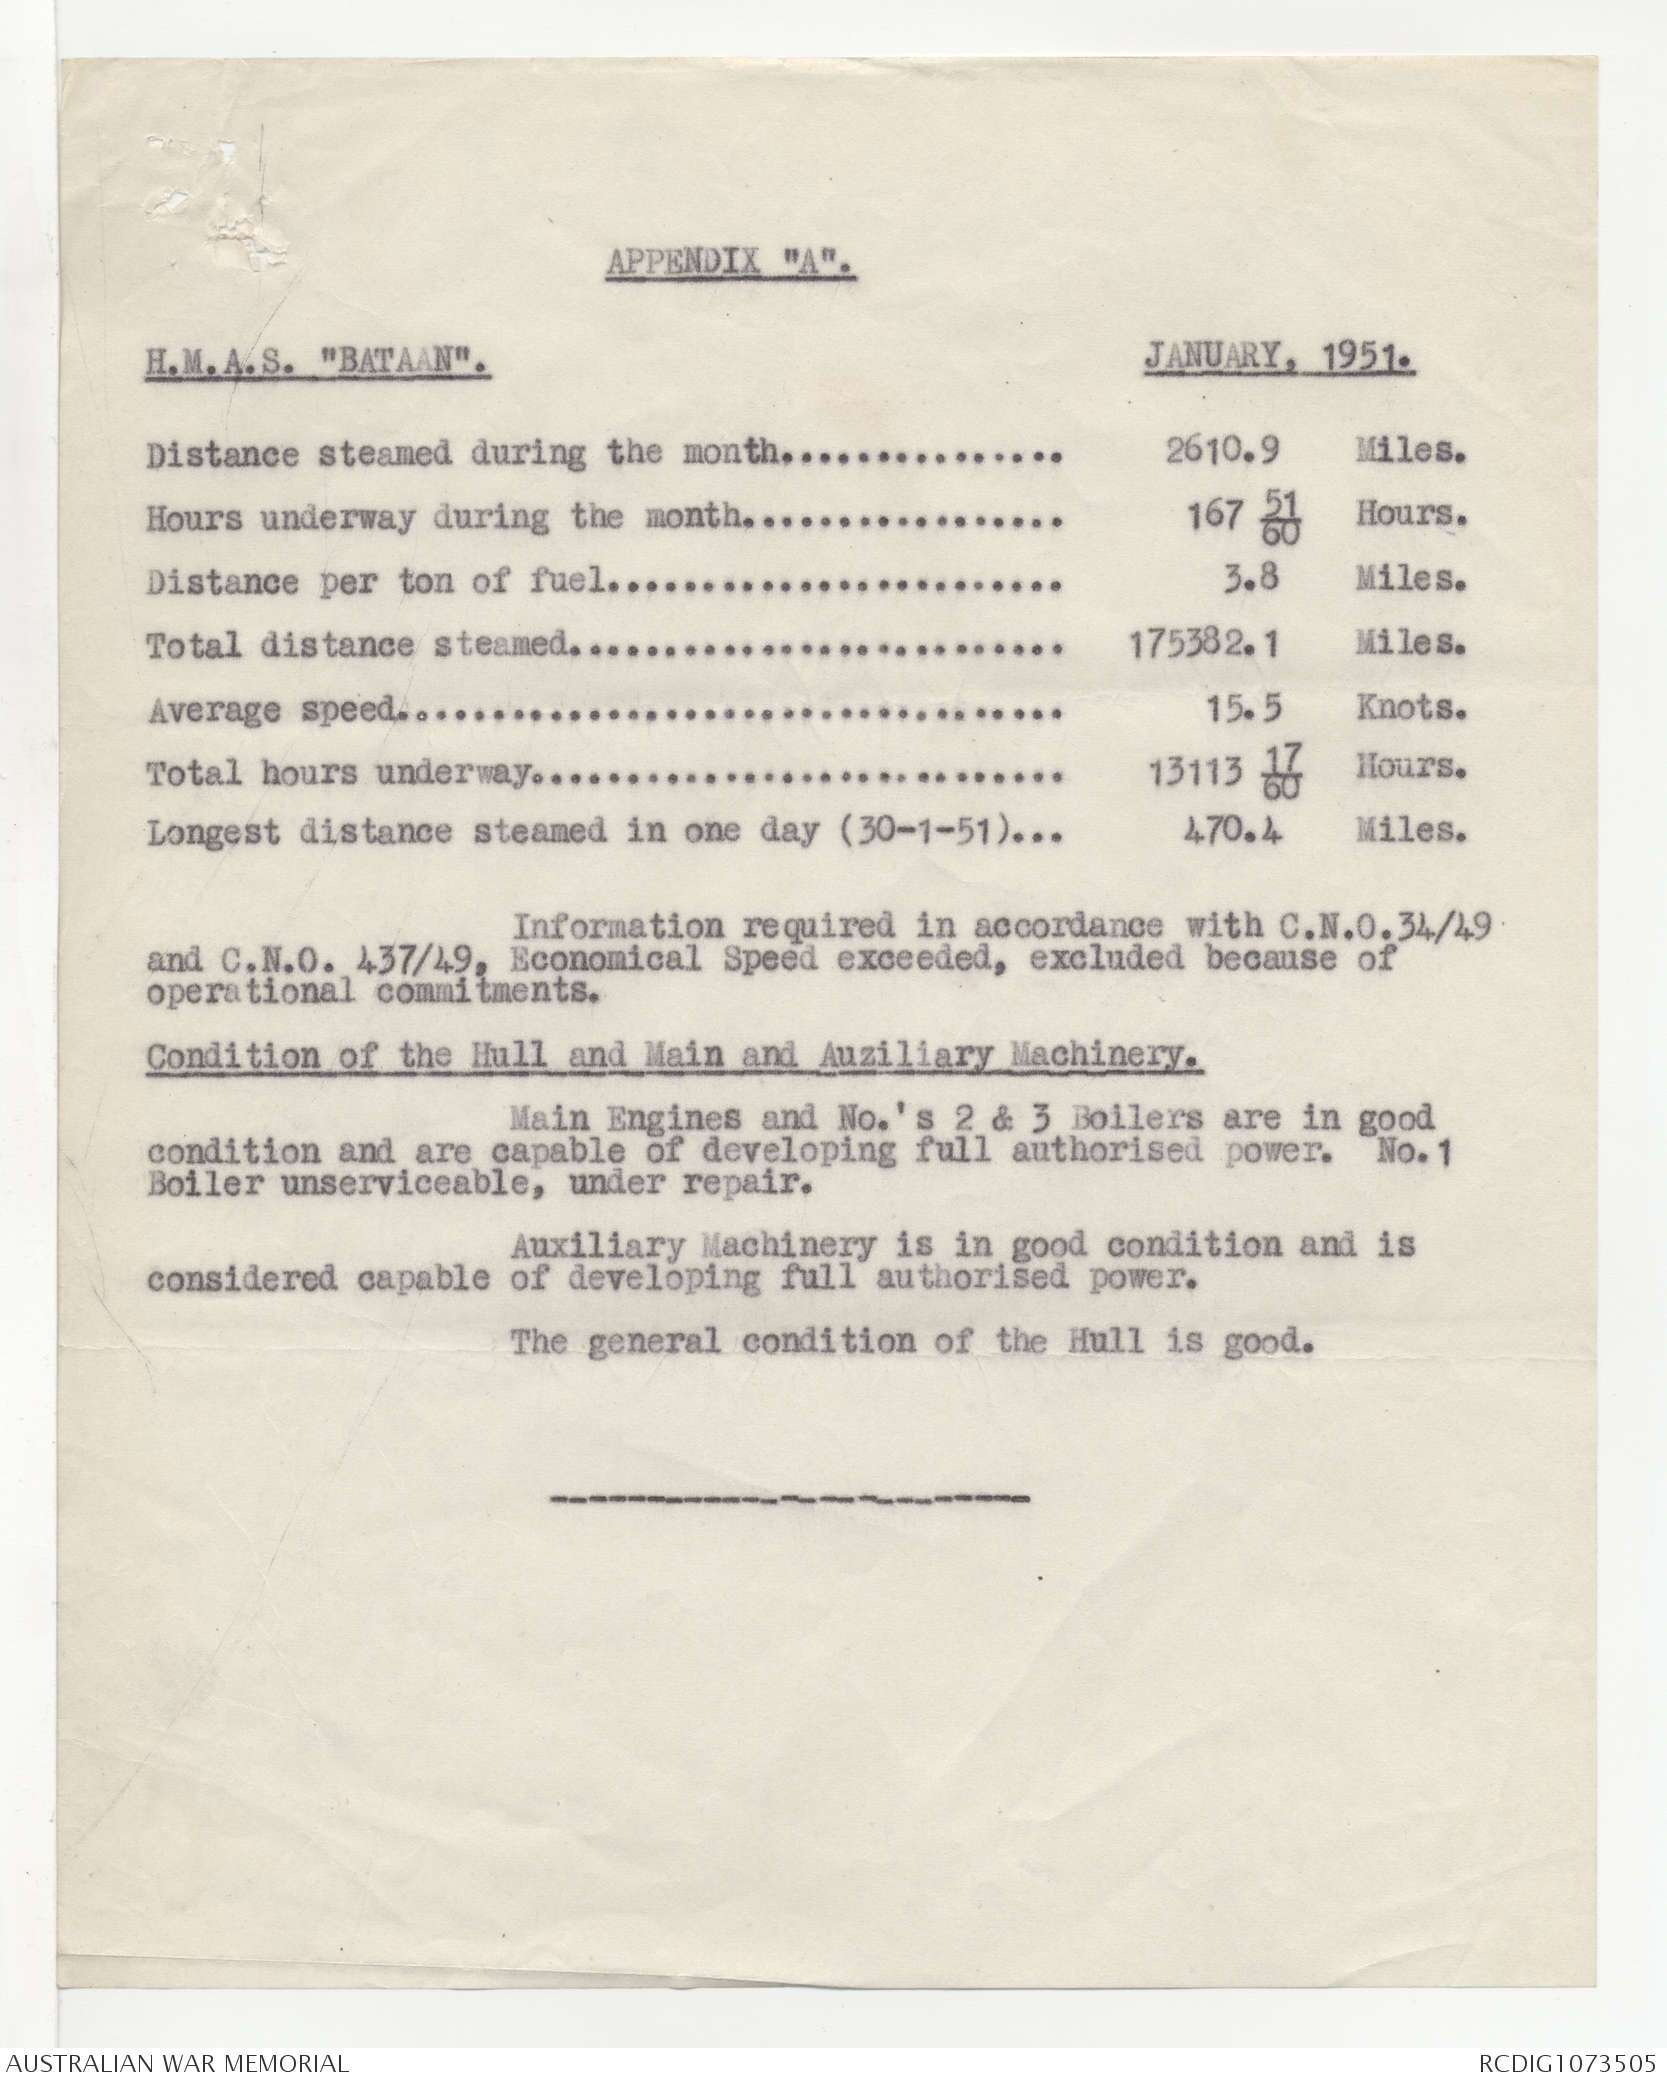 APPENDIX "A".
H.M.A.S. "BATAAN". JANUARY, 1951.
Distance steamed during the month............... 2610.9 Miles.
Hours underway during the month................. 167 51/60 Hours.
Distance per ton of fuel........................ 3.8 Miles.
Total distance steamed.......................... 175382.1 Miles.
Average speed................................... 15.5 Knots.
Total hours underway............................ 13113 17/60 Hours.
Longest distance steamed in one day (30-1-51)... 470.4 Miles.
Information required in accordance with C.N.O.34/49
and C.N.O. 437/49, Economical Speed exceeded, excluded because of
operational commitments.
Condition of the Hull and Main and Auziliary Machinery.
Main Engines and No.'s 2 & 3 Boilers are in good
condition and are capable of developing full authorised power. No.1
Boiler unserviceable, under repair.
Auxiliary Machinery is in good condition and is
considered capable of developing full authorised power.
The general condition of the Hull is good.
-------------------------
AUSTRALIAN WAR MEMORIAL RCDIG1073505